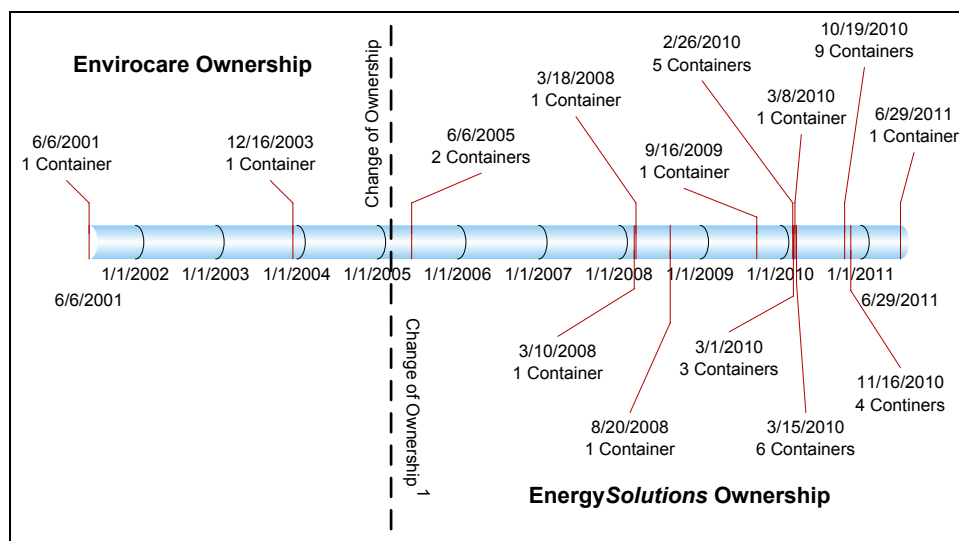 Envirocare Ownership
Change of Ownership
6/6/2001
1 Container
12/16/2003
1 Container
6/6/2005
2 Containers
3/18/2008
1 Container
9/16/2009
1 Container
2/26/2010
5 Containers
3/8/2010
1 Container
10/19/2010
9 Containers
6/29/2011
1 Container
1/1/2002
1/1/2003
1/1/2004
1/1/2005
1/1/2006
1/1/2007
1/1/2008
1/1/2009
1/1/2010
1/1/2011
6/6/2001
6/29/2011
Change of Ownership 1
3/10/2008
1 Container
8/20/2008
1 Container
3/1/2010
3 Containers
3/15/2010
6 Containers
11/16/2010
4 Continers
EnergySolutions Ownership